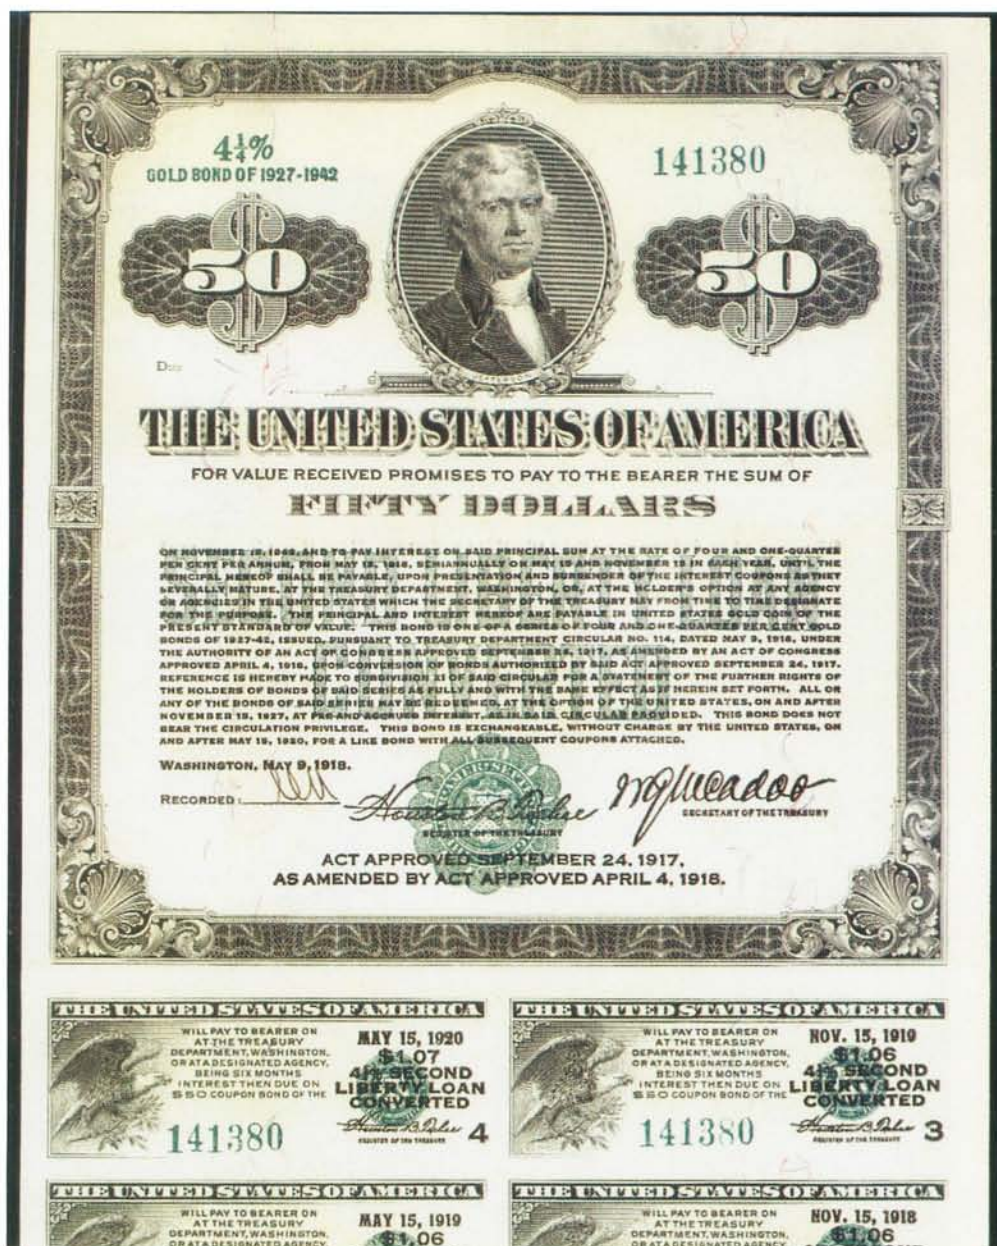 4¼%
GOLD BOND OF 1927-1942
141380
$50
$50
JEFFERSON
THE UNITED STATES OF AMERICA
FOR VALUE RECEIVED PROMISES TO PAY TO THE BEARER THE SUM OF
FIFTY DOLLARS
ON NOVEMBER 15, 1942, AND TO PAY INTEREST ON SAID PRINCIPAL SUM AT THE RATE OF FOUR AND ONE-QUARTER
PER CENT PER ANNUM, FROM MAY 15, 1918, SEMIANNUALLY ON MAY 15 AND NOVEMBER 15 IN EACH YEAR, UNTIL THE
PRINCIPAL HEREOF SHALL BE PAYABLE, UPON PRESENTATION AND SURRENDER OF THE INTEREST COUPONS AS THEY
SEVERALLY MATURE, AT THE TREASURY DEPARTMENT, WASHINGTON, OR, AT THE HOLDER'S OPTION AT ANY AGENCY
OR AGENCIES IN THE UNITED STATES WHICH THE SECRETARY OF THE TREASURY MAY FROM TIME TO TIME DESIGNATE
FOR THE PURPOSE. THE PRINCIPAL AND INTEREST HEREOF ARE PAYABLE IN UNITED STATES GOLD COIN OF THE
PRESENT STANDARD OF VALUE. THIS BOND IS ONE OF A SERIES OF FOUR AND ONE-QUARTER PER CENT GOLD
BONDS OF 1927-42, ISSUED, PURSUANT TO TREASURY DEPARTMENT CIRCULAR NO. 114, DATED MAY 9, 1918, UNDER
THE AUTHORITY OF AN ACT OF CONGRESS APPROVED SEPTEMBER 24, 1917, AS AMENDED BY AN ACT OF CONGRESS
APPROVED APRIL 4, 1918, UPON CONVERSION OF BONDS AUTHORIZED BY SAID ACT APPROVED SEPTEMBER 24, 1917.
REFERENCE IS HEREBY MADE TO SUBDIVISION XI OF SAID CIRCULAR FOR A STATEMENT OF THE FURTHER RIGHTS OF
THE HOLDERS OF BONDS OF SAID SERIES AS FULLY AND WITH THE SAME EFFECT AS IF HEREIN SET FORTH. ALL OR
ANY OF THE BONDS OF SAID SERIES MAY BE REDEEMED, AT THE OPTION OF THE UNITED STATES, ON AND AFTER
NOVEMBER 15, 1927, AT PAR AND ACCRUED INTEREST, AS IN SAID CIRCULAR PROVIDED. THIS BOND DOES NOT
BEAR THE CIRCULATION PRIVILEGE. THIS BOND IS EXCHANGEABLE, WITHOUT CHARGE BY THE UNITED STATES, ON
AND AFTER MAY 15, 1920, FOR A LIKE BOND WITH ALL SUBSEQUENT COUPONS ATTACHED.
WASHINGTON, MAY 9, 1918.
RECORDED:
Houston B. Teehee
REGISTER OF THE TREASURY
W G McAdoo
SECRETARY OF THE TREASURY
ACT APPROVED SEPTEMBER 24, 1917,
AS AMENDED BY ACT APPROVED APRIL 4, 1918.
THE UNITED STATES OF AMERICA
WILL PAY TO BEARER ON
AT THE TREASURY
DEPARTMENT, WASHINGTON,
OR AT A DESIGNATED AGENCY,
BEING SIX MONTHS
INTEREST THEN DUE ON
$50 COUPON BOND OF THE
MAY 15, 1920
$1.07
4¼% SECOND
LIBERTY LOAN
CONVERTED
141380
Houston B. Teehee
REGISTER OF THE TREASURY
4
THE UNITED STATES OF AMERICA
WILL PAY TO BEARER ON
AT THE TREASURY
DEPARTMENT, WASHINGTON,
OR AT A DESIGNATED AGENCY,
BEING SIX MONTHS
INTEREST THEN DUE ON
$50 COUPON BOND OF THE
NOV. 15, 1919
$1.06
4¼% SECOND
LIBERTY LOAN
CONVERTED
141380
Houston B. Teehee
REGISTER OF THE TREASURY
3
THE UNITED STATES OF AMERICA
WILL PAY TO BEARER ON
AT THE TREASURY
DEPARTMENT, WASHINGTON,
OR AT A DESIGNATED AGENCY,
MAY 15, 1919
$1.06
THE UNITED STATES OF AMERICA
WILL PAY TO BEARER ON
AT THE TREASURY
DEPARTMENT, WASHINGTON,
OR AT A DESIGNATED AGENCY,
NOV. 15, 1918
$1.06